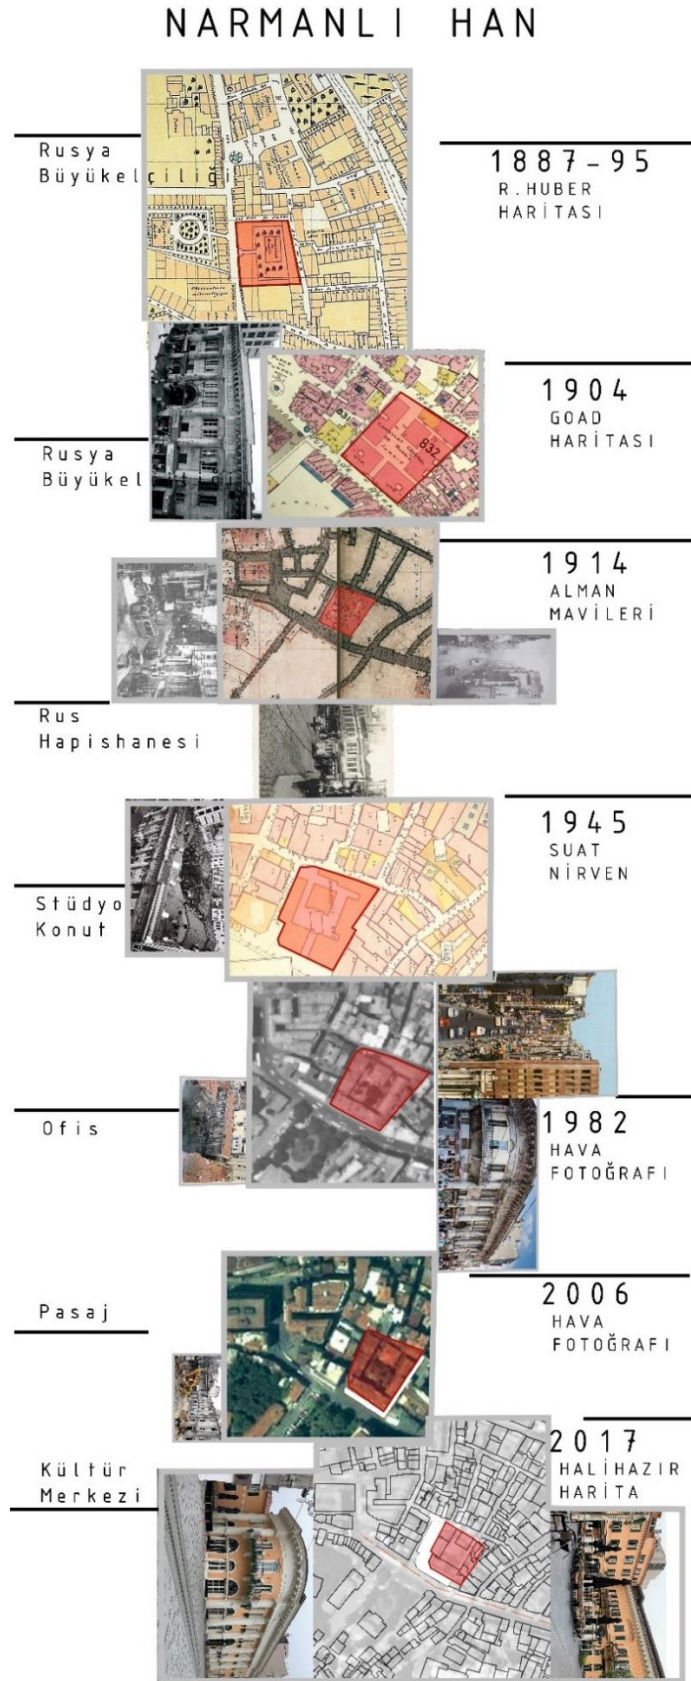 NARMANLI HAN
Rusya
Büyükelçiliği
1887-95
R.HUBER
HARİTASI
1904
GOAD
HARİTASI
Rusya
Büyükel
831
832
1914
ALMAN
MAVİLERİ
Rus
Hapishanesi
1945
SUAT
NİRVEN
Stüdyo
Konut
Ofis
1982
HAVA
FOTOĞRAFI
Pasaj
2006
HAVA
FOTOĞRAFI
Kültür
Merkezi
2017
HALİHAZIR
HARİTA